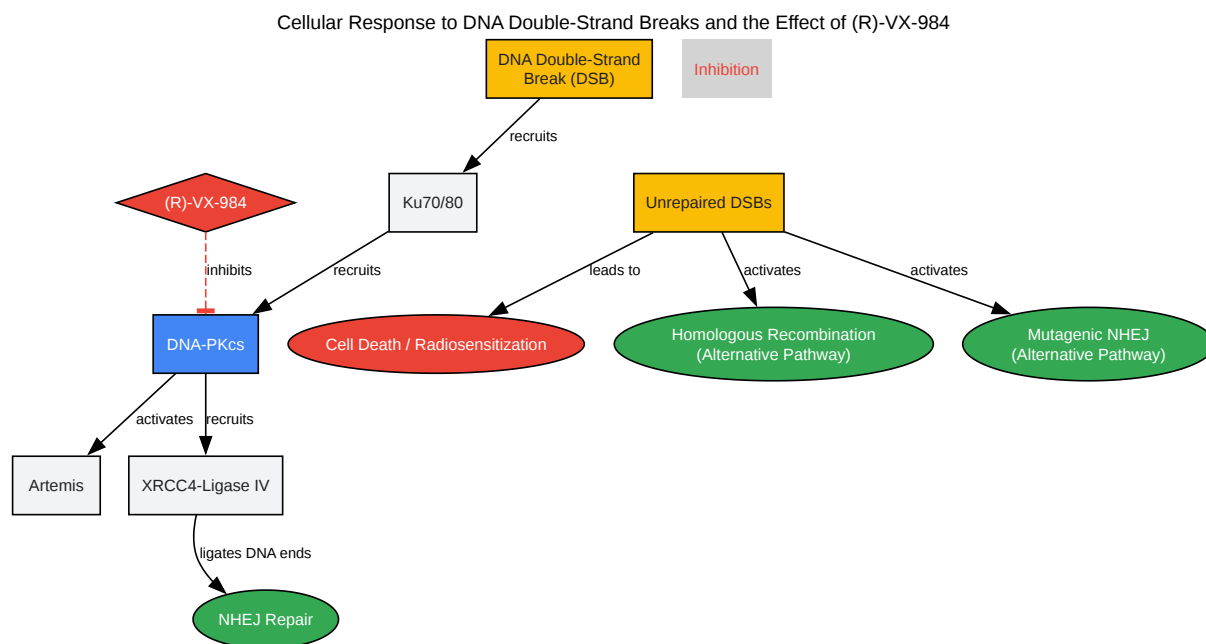 Cellular Response to DNA Double-Strand Breaks and the Effect of (R)-VX-984
DNA Double-Strand
Break (DSB)
Inhibition
recruits
(R)-VX-984
Ku70/80
Unrepaired DSBs
inhibits
recruits
leads to
activates
activates
DNA-PKcs
Cell Death / Radiosensitization
Homologous Recombination
(Alternative Pathway)
Mutagenic NHEJ
(Alternative Pathway)
activates
recruits
Artemis
XRCC4-Ligase IV
ligates DNA ends
NHEJ Repair